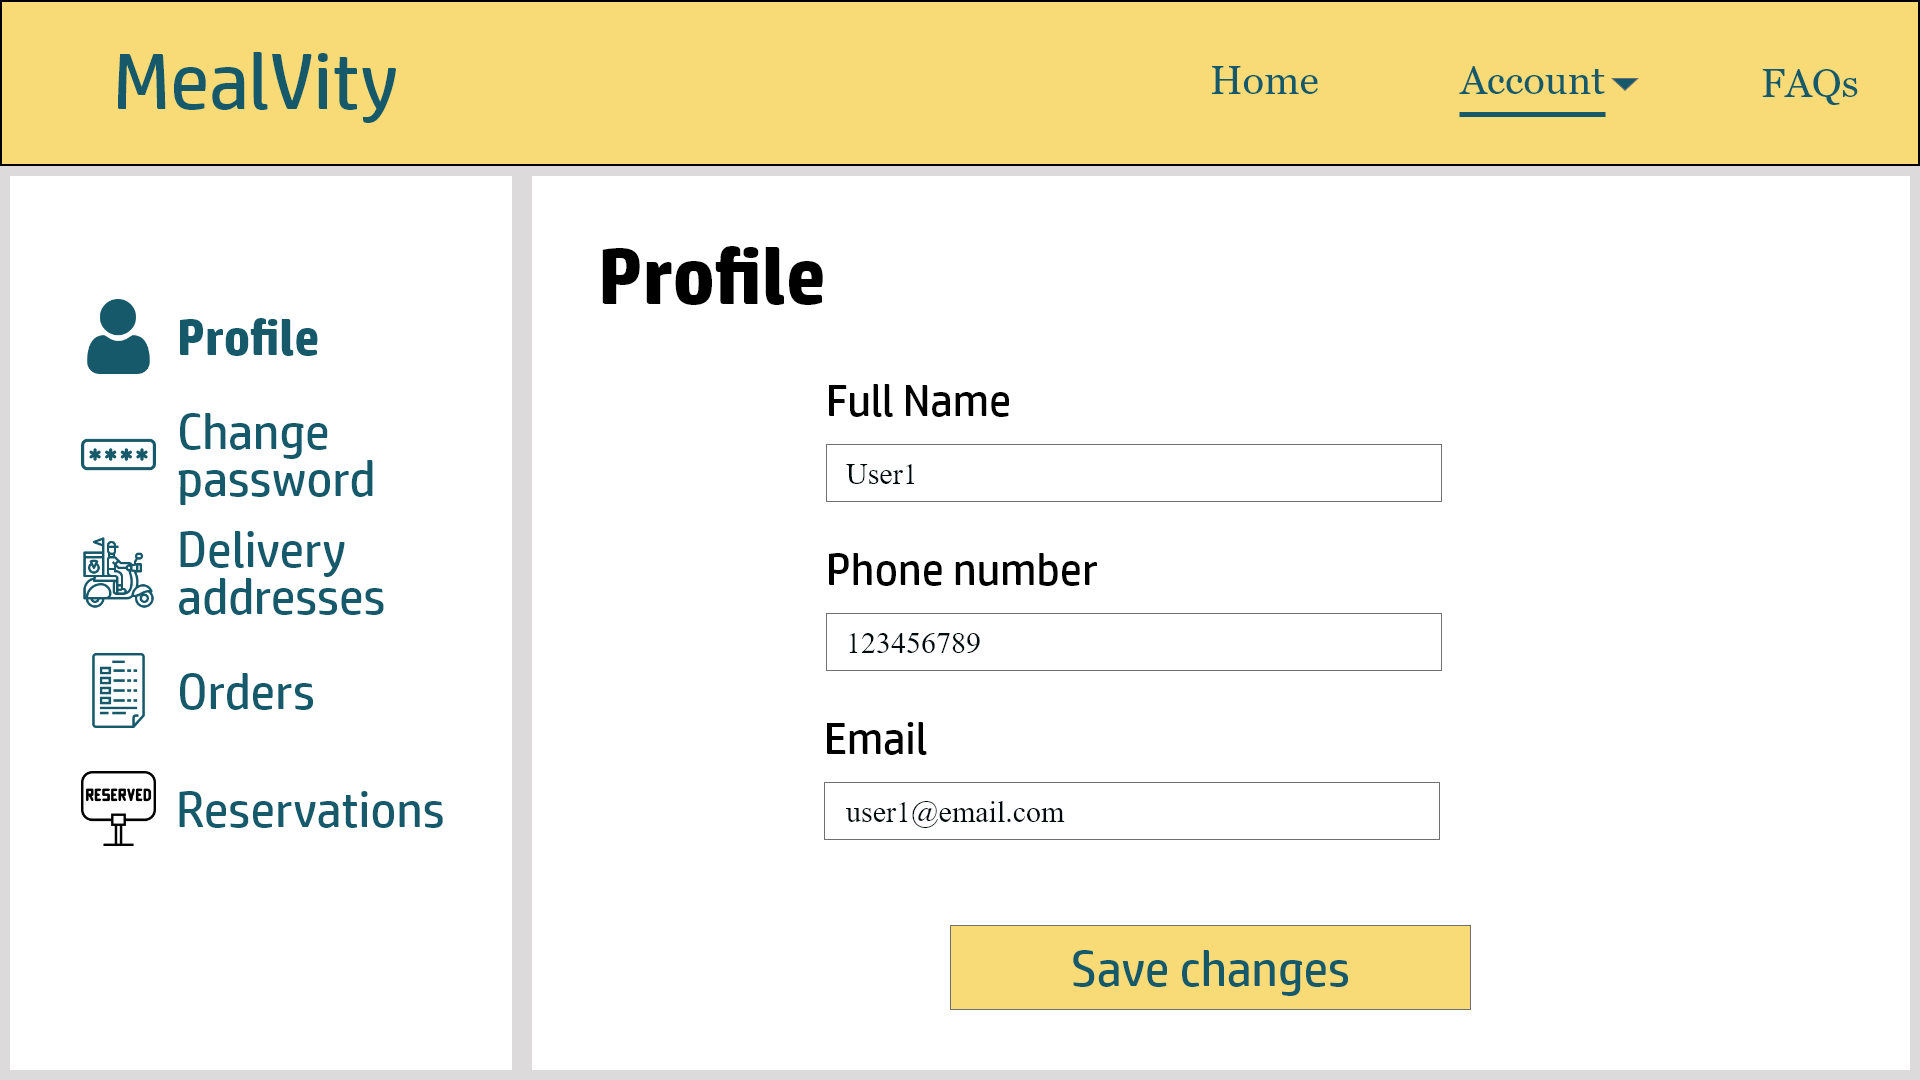 MealVity
Home
Account
FAQs
Profile
Change
password
Delivery
addresses
Orders
RESERVED
Reservations
Profile
Full Name
User1
Phone number
123456789
Email
user1@email.com
Save changes